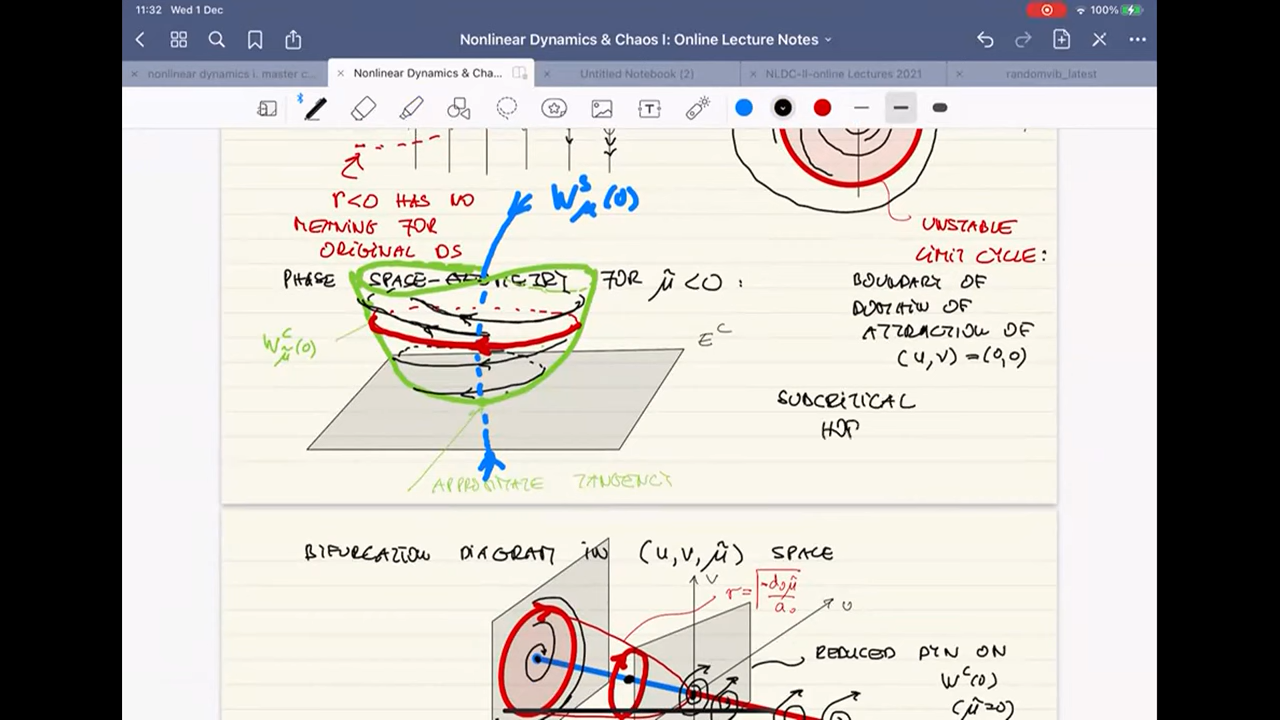 11:32 Wed 1 Dec
100%
Nonlinear Dynamics & Chaos I: Online Lecture Notes
nonlinear dynamics i. master c...
Nonlinear Dynamics & Cha...
Untitled Notebook (2)
NLDC-II-online Lectures 2021
randomvib_latest
r<0 HAS NO
MEANING FOR
ORIGINAL DS
W^s_μ̃(0)
UNSTABLE
LIMIT CYCLE:
BOUNDARY OF
DOMAIN OF
ATTRACTION OF
(u,v)=(0,0)
PHASE SPACE-GEOMETRY FOR μ̃<0:
W^c_μ̃(0)
E^c
SUBCRITICAL
HOP
APPROXIMATE TANGENCY
BIFURCATION DIAGRAM in (u,v,μ̃) SPACE
V
r=√(-d₀μ̃/a₀)
U
REDUCED DYN ON
W^c(0)
(μ̃=0)